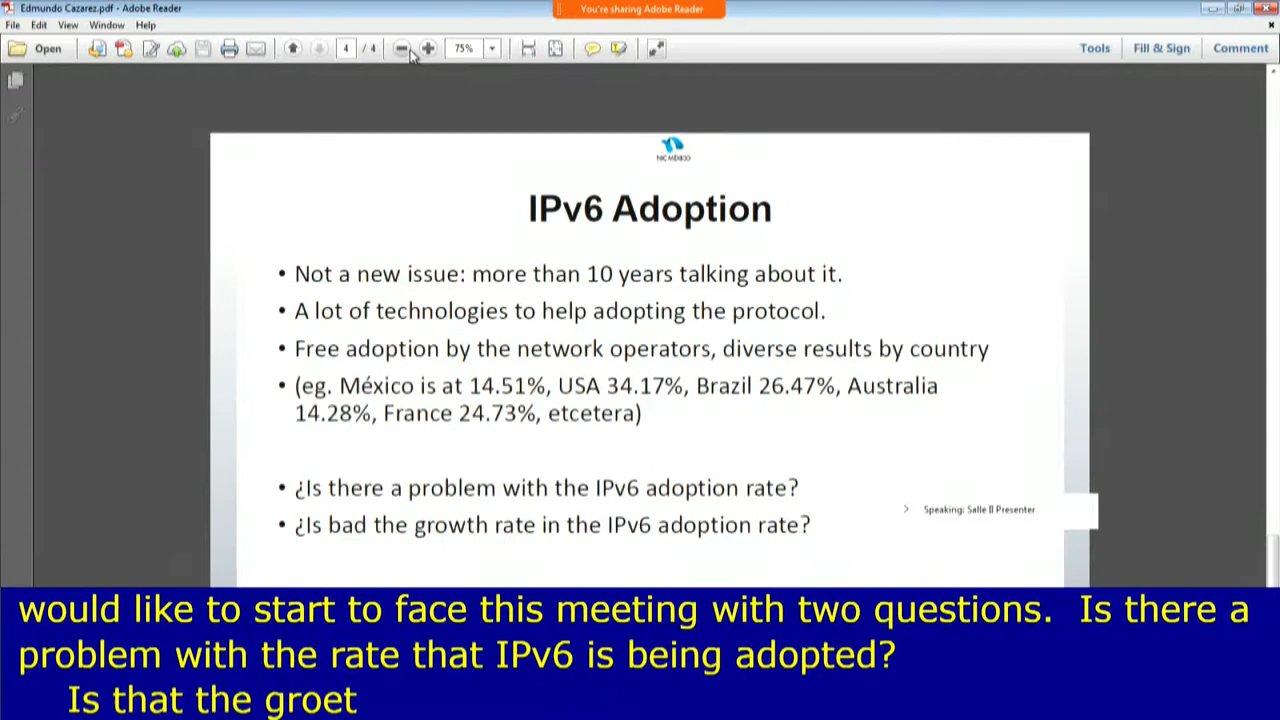 Edmundo Cazarez.pdf - Adobe Reader
You're sharing Adobe Reader
File Edit View Window Help
Open 4 / 4 75% Tools Fill & Sign Comment
NIC MÉXICO
IPv6 Adoption
• Not a new issue: more than 10 years talking about it.
• A lot of technologies to help adopting the protocol.
• Free adoption by the network operators, diverse results by country
• (eg. México is at 14.51%, USA 34.17%, Brazil 26.47%, Australia
14.28%, France 24.73%, etcetera)
• ¿Is there a problem with the IPv6 adoption rate?
• ¿Is bad the growth rate in the IPv6 adoption rate?
Speaking: Salle II Presenter
would like to start to face this meeting with two questions. Is there a
problem with the rate that IPv6 is being adopted?
Is that the groet